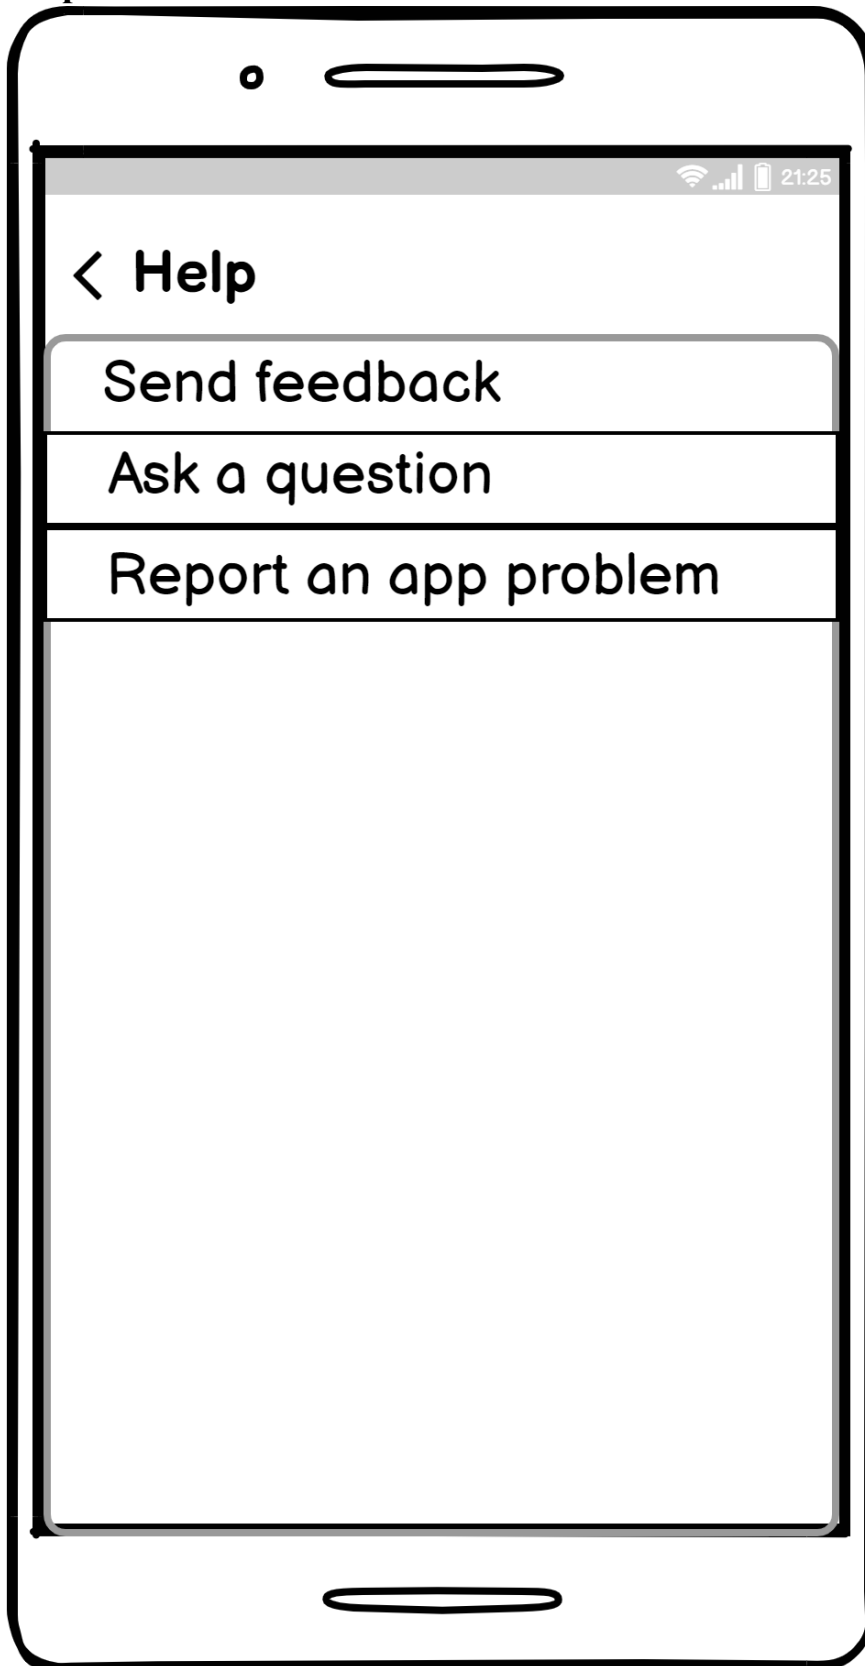 21:25
Help
Send feedback
Ask a question
Report an app problem